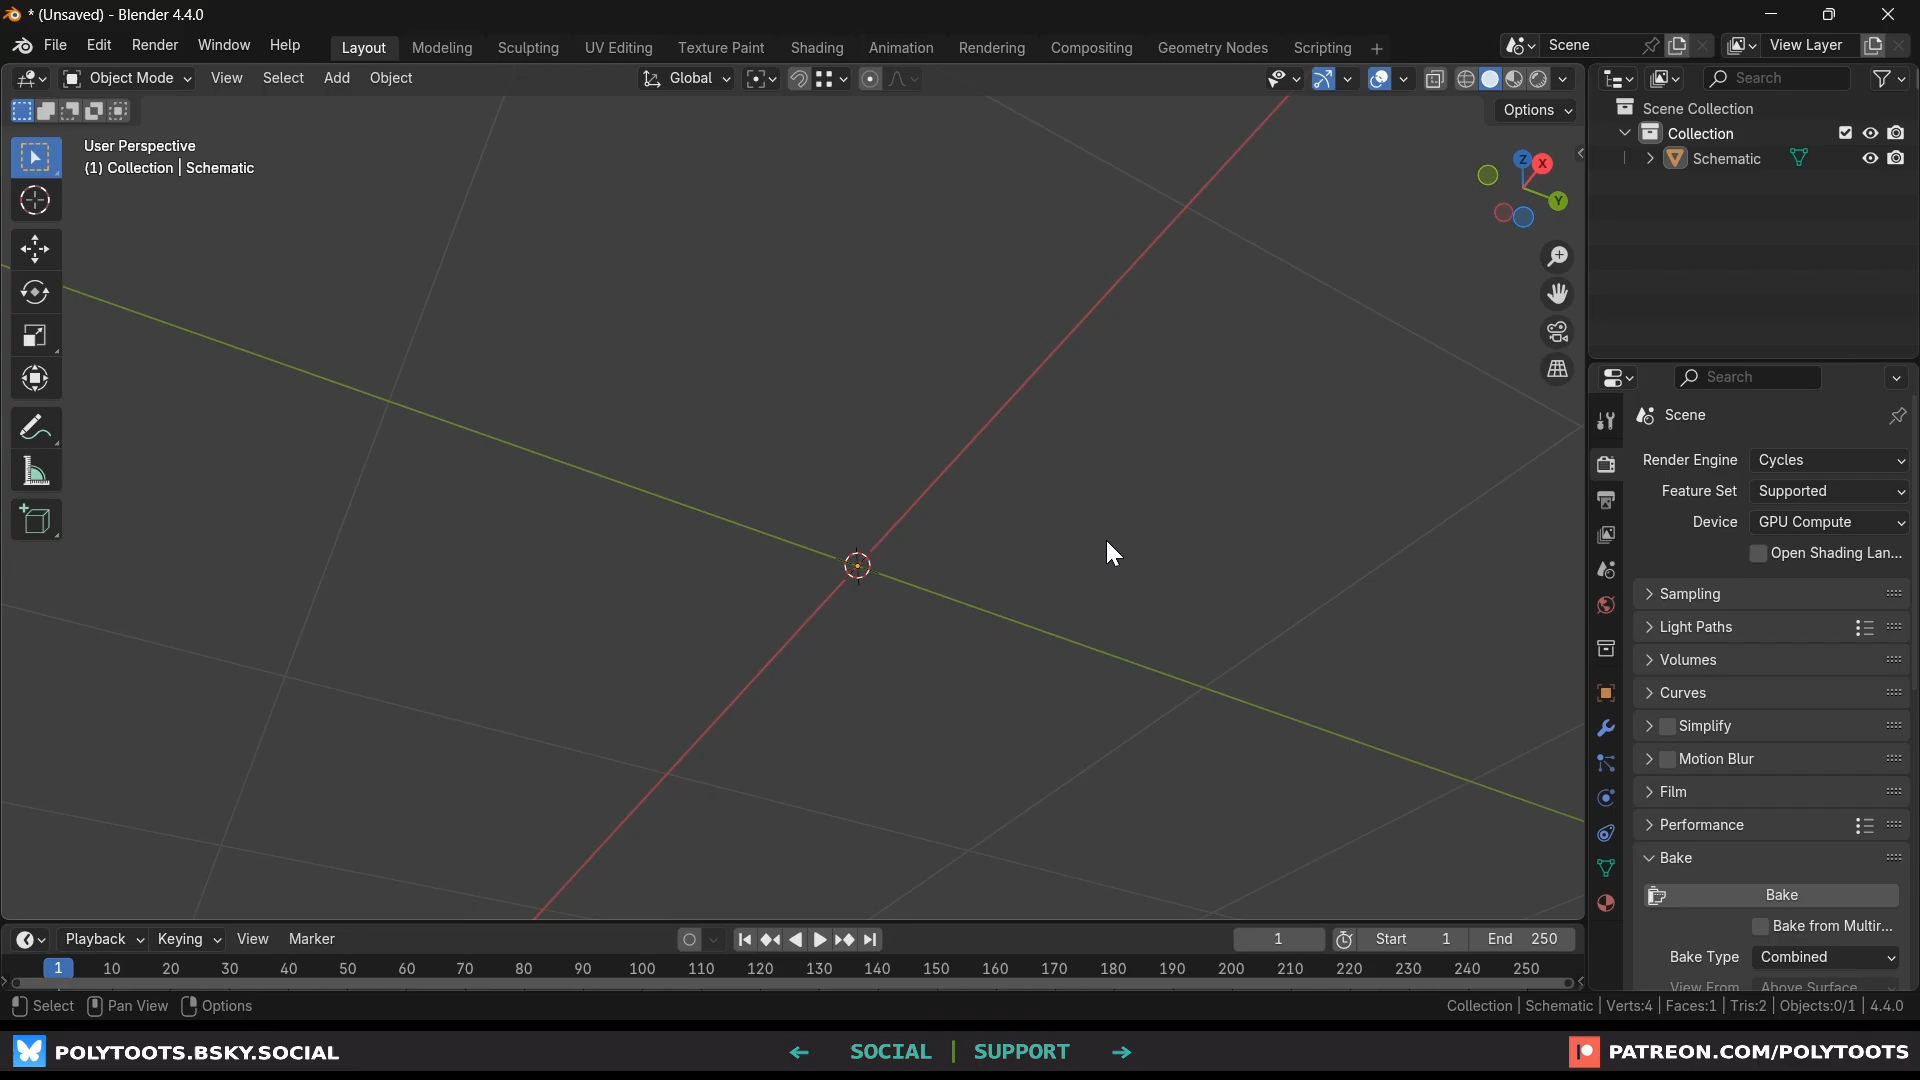 * (Unsaved) - Blender 4.4.0
File Edit Render Window Help Layout Modeling Sculpting UV Editing Texture Paint Shading Animation Rendering Compositing Geometry Nodes Scripting + Scene View Layer
Object Mode View Select Add Object Global Search
Options
User Perspective
(1) Collection | Schematic
Z X Y
Scene Collection
Collection
Schematic
Search
Scene
Render Engine Cycles
Feature Set Supported
Device GPU Compute
Open Shading Lan...
Sampling
Light Paths
Volumes
Curves
Simplify
Motion Blur
Film
Performance
Bake
Bake
Bake from Multir...
Bake Type Combined
View From Above Surface
Playback Keying View Marker 1 Start 1 End 250
1 10 20 30 40 50 60 70 80 90 100 110 120 130 140 150 160 170 180 190 200 210 220 230 240 250
Select Pan View Options Collection | Schematic | Verts:4 | Faces:1 | Tris:2 | Objects:0/1 | 4.4.0
POLYTOOTS.BSKY.SOCIAL ← SOCIAL | SUPPORT → PATREON.COM/POLYTOOTS